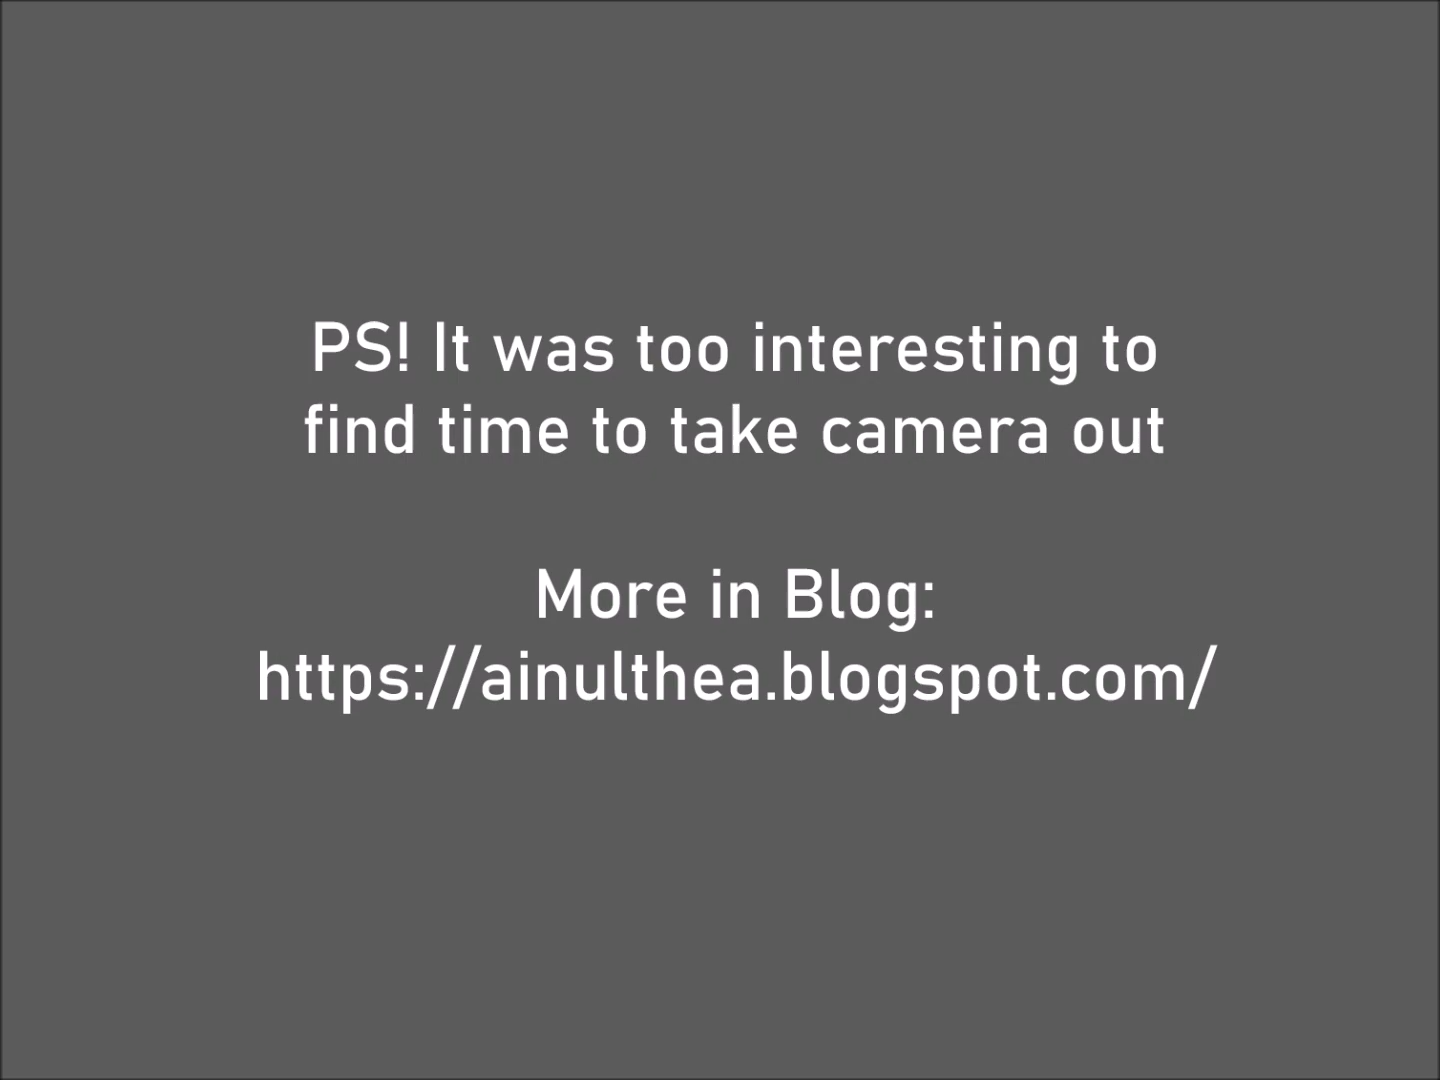 PS! It was too interesting to
find time to take camera out
More in Blog:
https://ainulthea.blogspot.com/